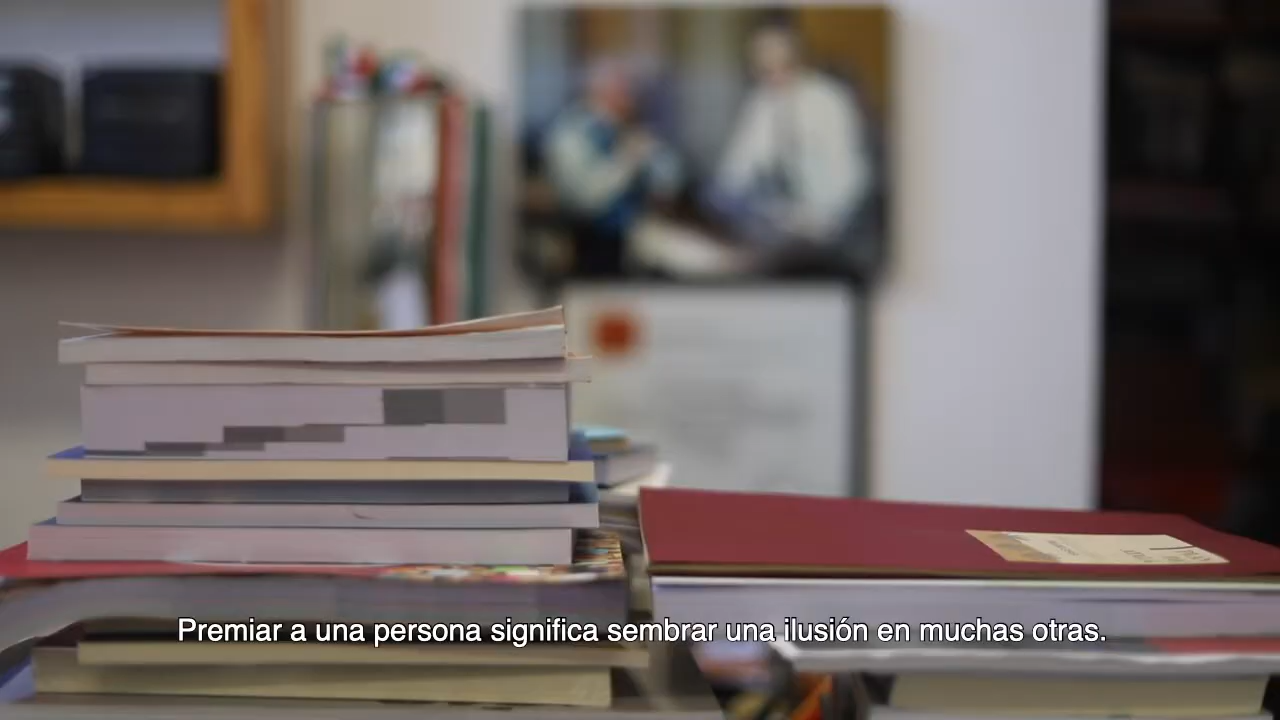 Premiar a una persona significa sembrar una ilusión en muchas otras.